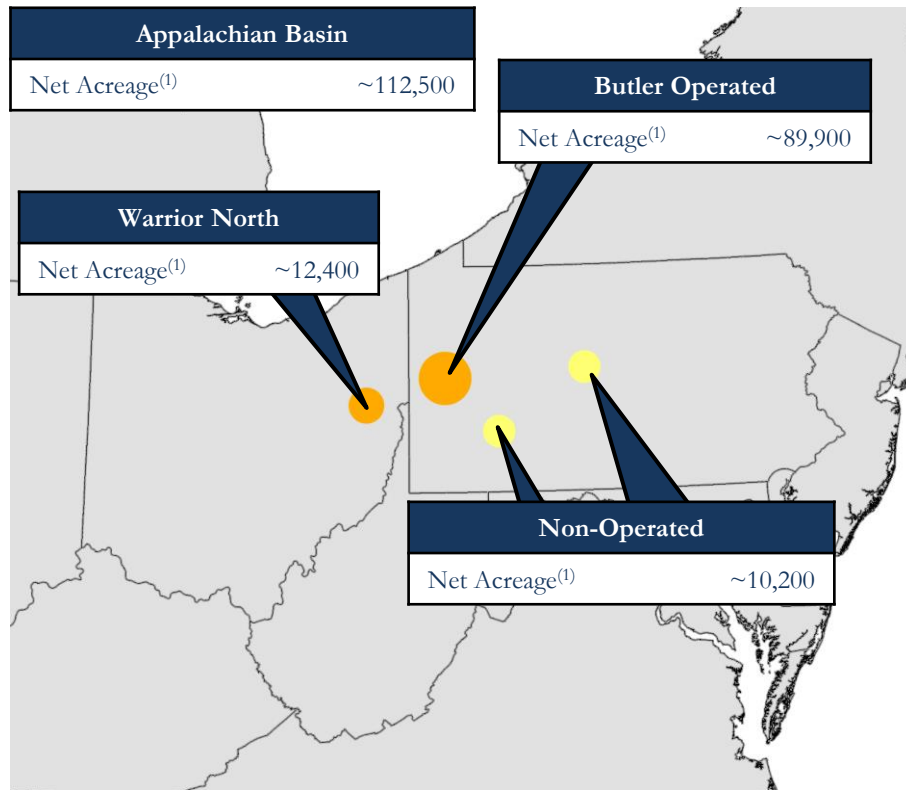 Appalachian Basin
Net Acreage(1) ~112,500
Butler Operated
Net Acreage(1) ~89,900
Warrior North
Net Acreage(1) ~12,400
Non-Operated
Net Acreage(1) ~10,200